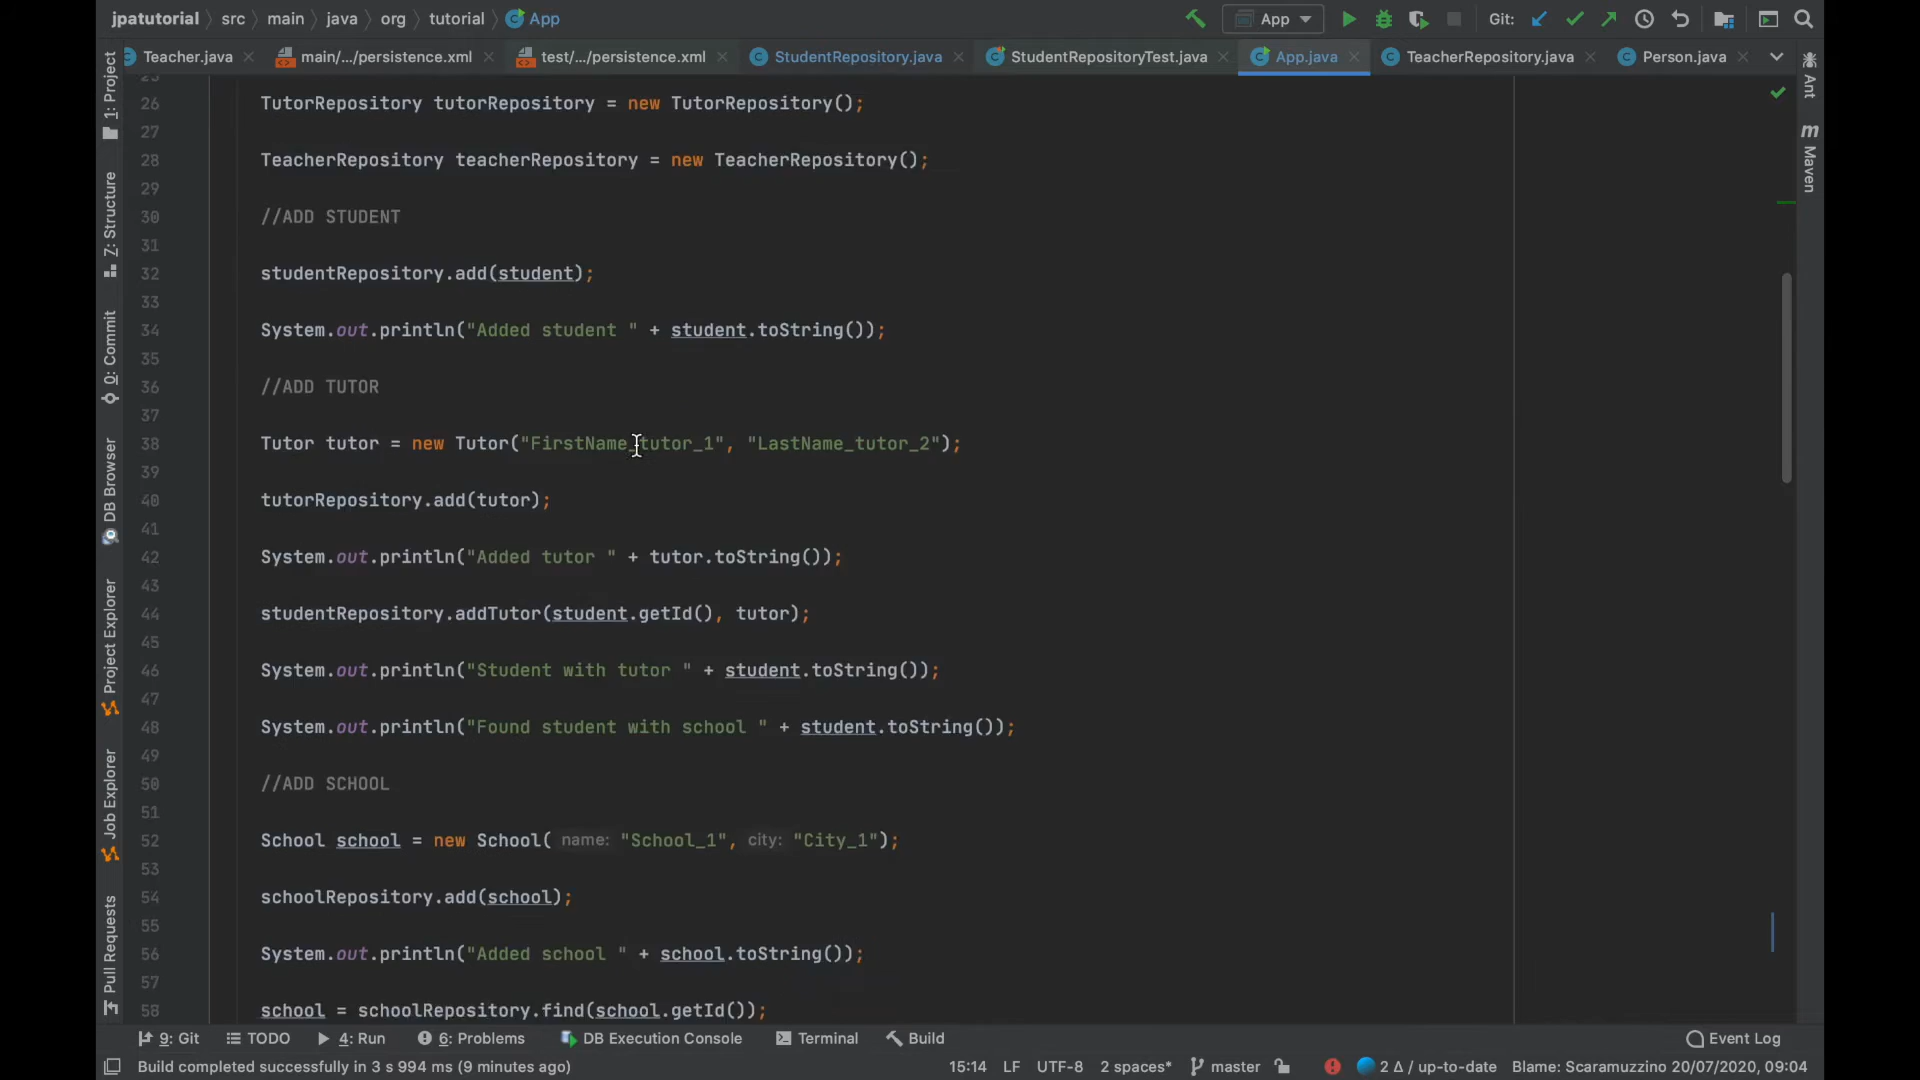 jpatutorial > src > main > java > org > tutorial > App
App
Git:
Teacher.java
main/.../persistence.xml
test/.../persistence.xml
StudentRepository.java
StudentRepositoryTest.java
App.java
TeacherRepository.java
Person.java
1: Project
Z: Structure
0: Commit
DB Browser
Project Explorer
Job Explorer
Pull Requests
Ant
m Maven
25
26 TutorRepository tutorRepository = new TutorRepository();
27
28 TeacherRepository teacherRepository = new TeacherRepository();
29
30 //ADD STUDENT
31
32 studentRepository.add(student);
33
34 System.out.println("Added student " + student.toString());
35
36 //ADD TUTOR
37
38 Tutor tutor = new Tutor("FirstName_tutor_1", "LastName_tutor_2");
39
40 tutorRepository.add(tutor);
41
42 System.out.println("Added tutor " + tutor.toString());
43
44 studentRepository.addTutor(student.getId(), tutor);
45
46 System.out.println("Student with tutor " + student.toString());
47
48 System.out.println("Found student with school " + student.toString());
49
50 //ADD SCHOOL
51
52 School school = new School( name: "School_1", city: "City_1");
53
54 schoolRepository.add(school);
55
56 System.out.println("Added school " + school.toString());
57
58 school = schoolRepository.find(school.getId());
9: Git
TODO
4: Run
6: Problems
DB Execution Console
Terminal
Build
Event Log
Build completed successfully in 3 s 994 ms (9 minutes ago)
15:14
LF
UTF-8
2 spaces*
master
2 Δ / up-to-date
Blame: Scaramuzzino 20/07/2020, 09:04